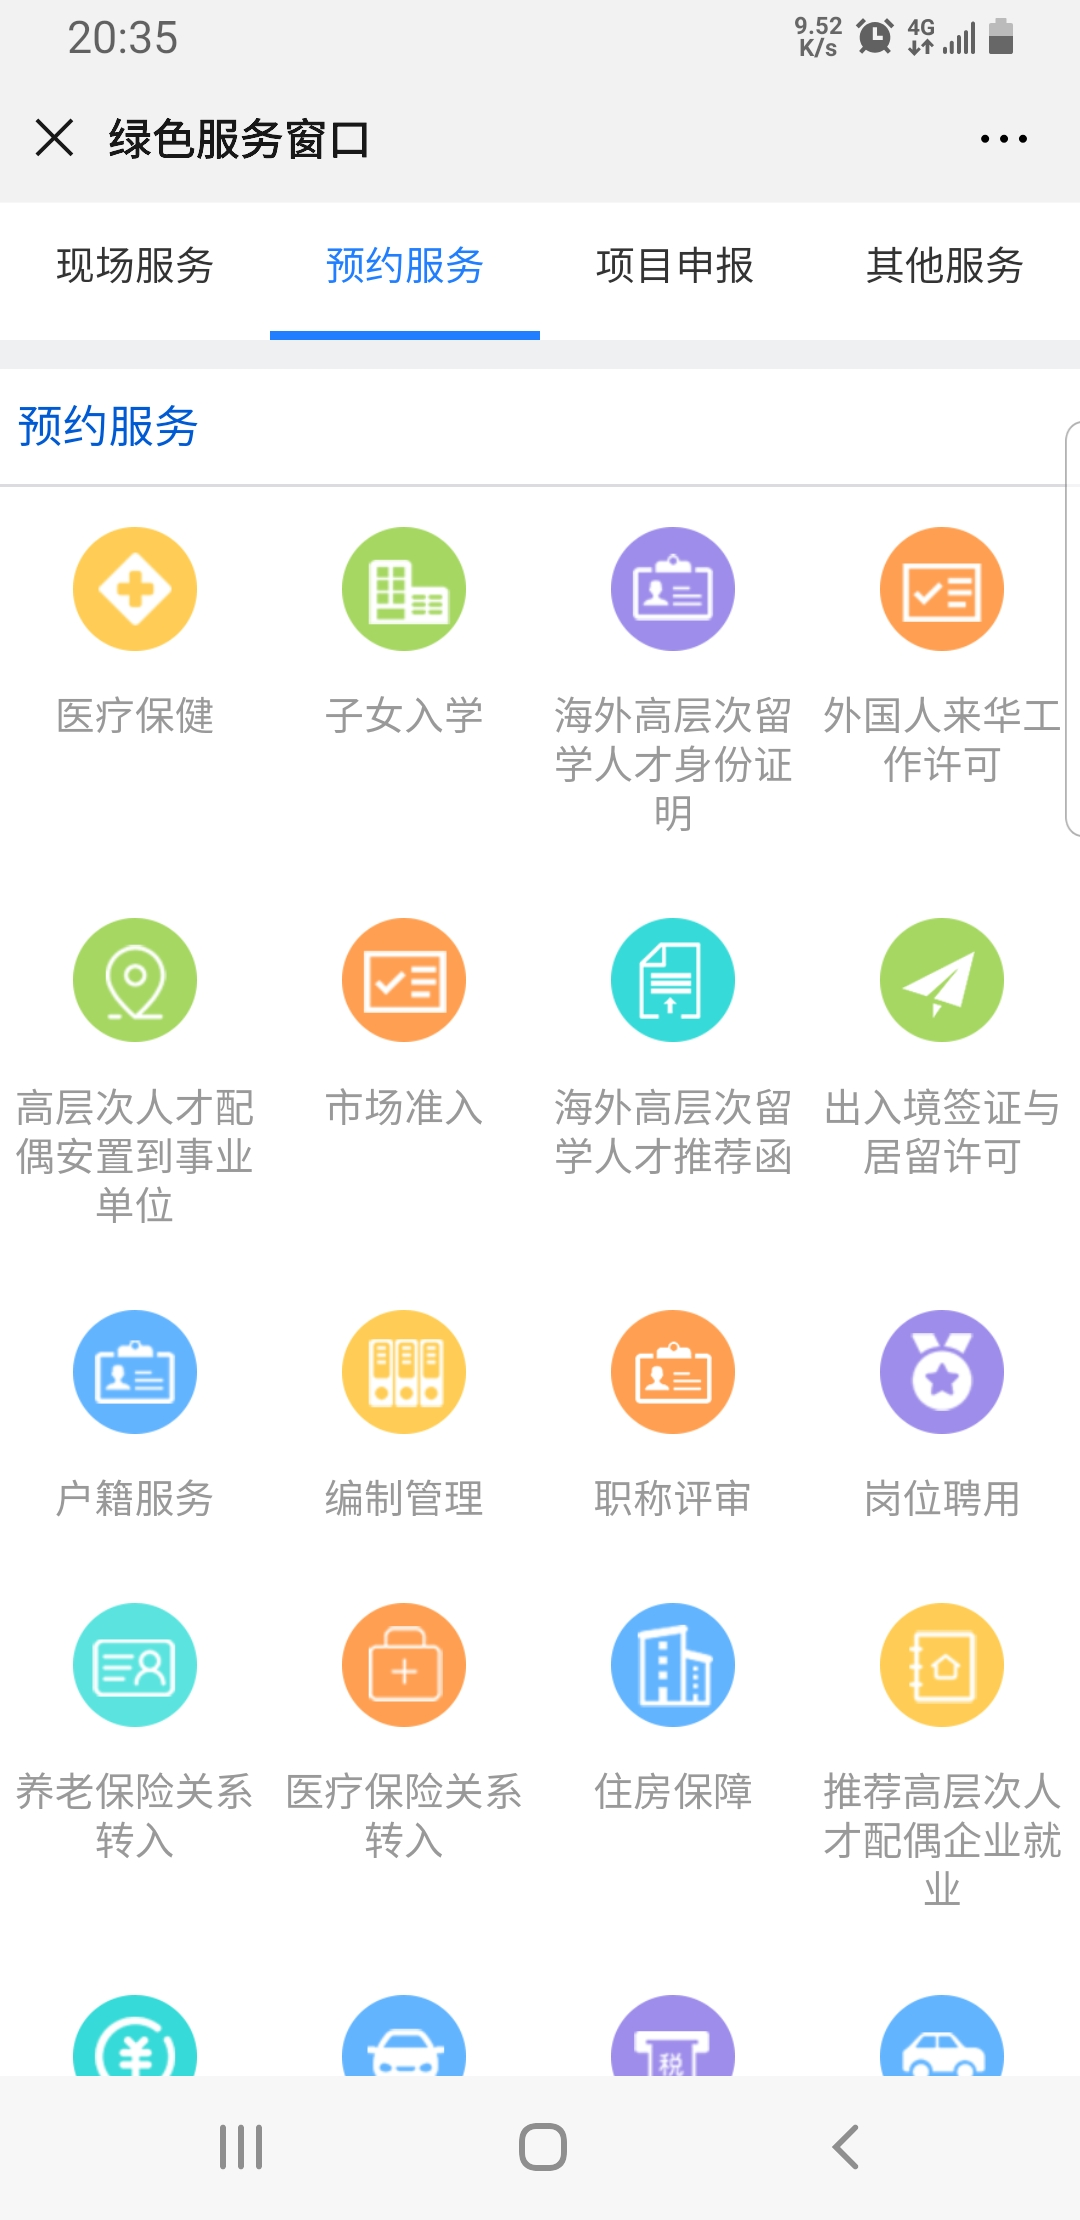 20:35
9.52
K/s
4G
绿色服务窗口
现场服务
预约服务
项目申报
其他服务
预约服务
医疗保健
子女入学
海外高层次留
学人才身份证
明
外国人来华工
作许可
高层次人才配
偶安置到事业
单位
市场准入
海外高层次留
学人才推荐函
出入境签证与
居留许可
户籍服务
编制管理
职称评审
岗位聘用
养老保险关系
转入
医疗保险关系
转入
住房保障
推荐高层次人
才配偶企业就
业
税